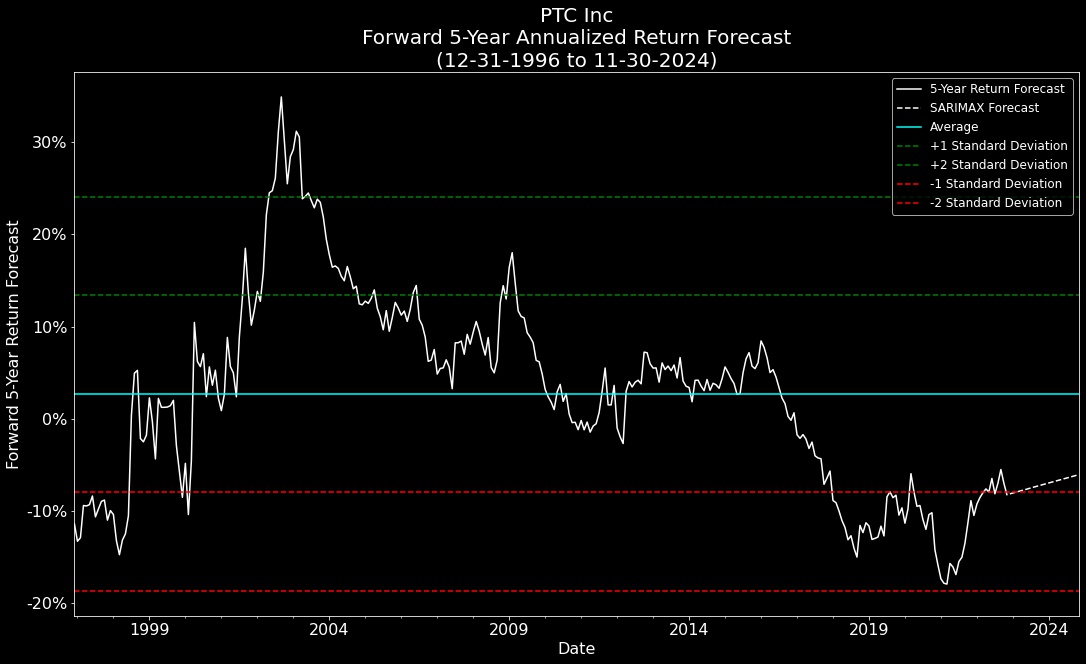 PTC Inc
Forward 5-Year Annualized Return Forecast
(12-31-1996 to 11-30-2024)
5-Year Return Forecast
SARIMAX Forecast
Average
+1 Standard Deviation
+2 Standard Deviation
-1 Standard Deviation
-2 Standard Deviation
Forward 5-Year Return Forecast
30%
20%
10%
0%
-10%
-20%
1999 2004 2009 2014 2019 2024
Date